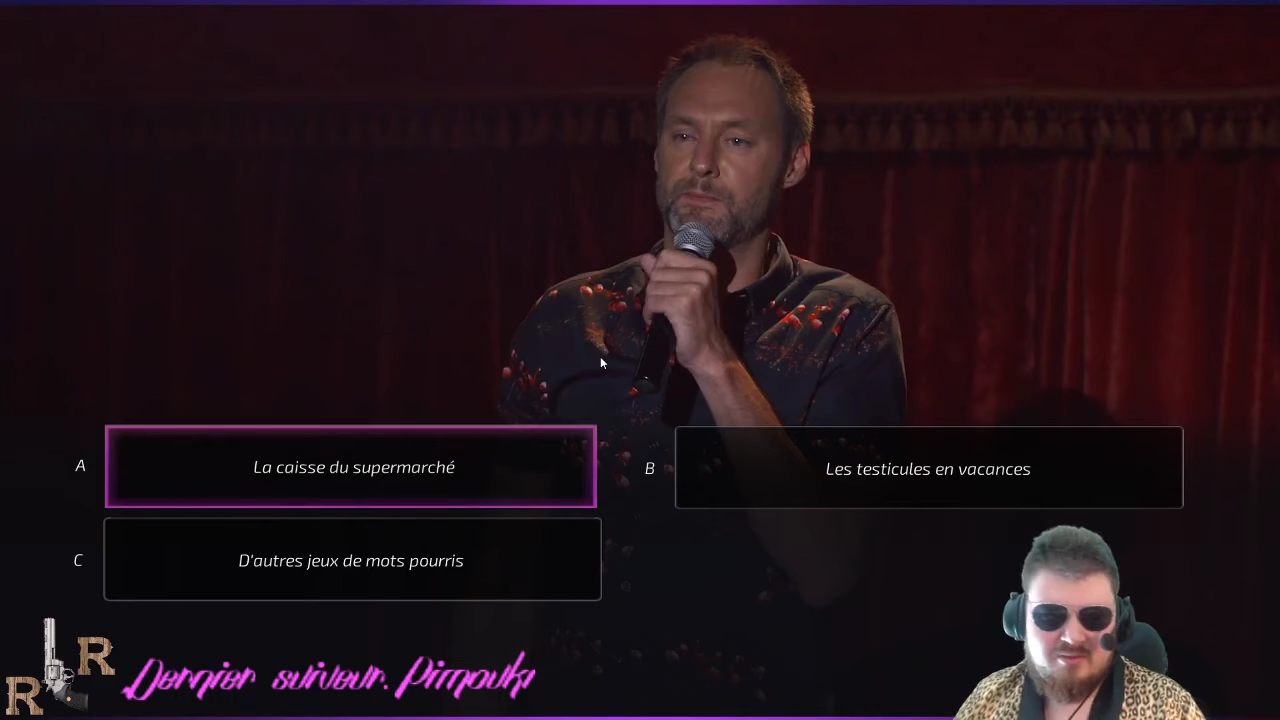 A
La caisse du supermarché
B
Les testicules en vacances
C
D'autres jeux de mots pourris
R
R
Dernier suiveur. Pimouki